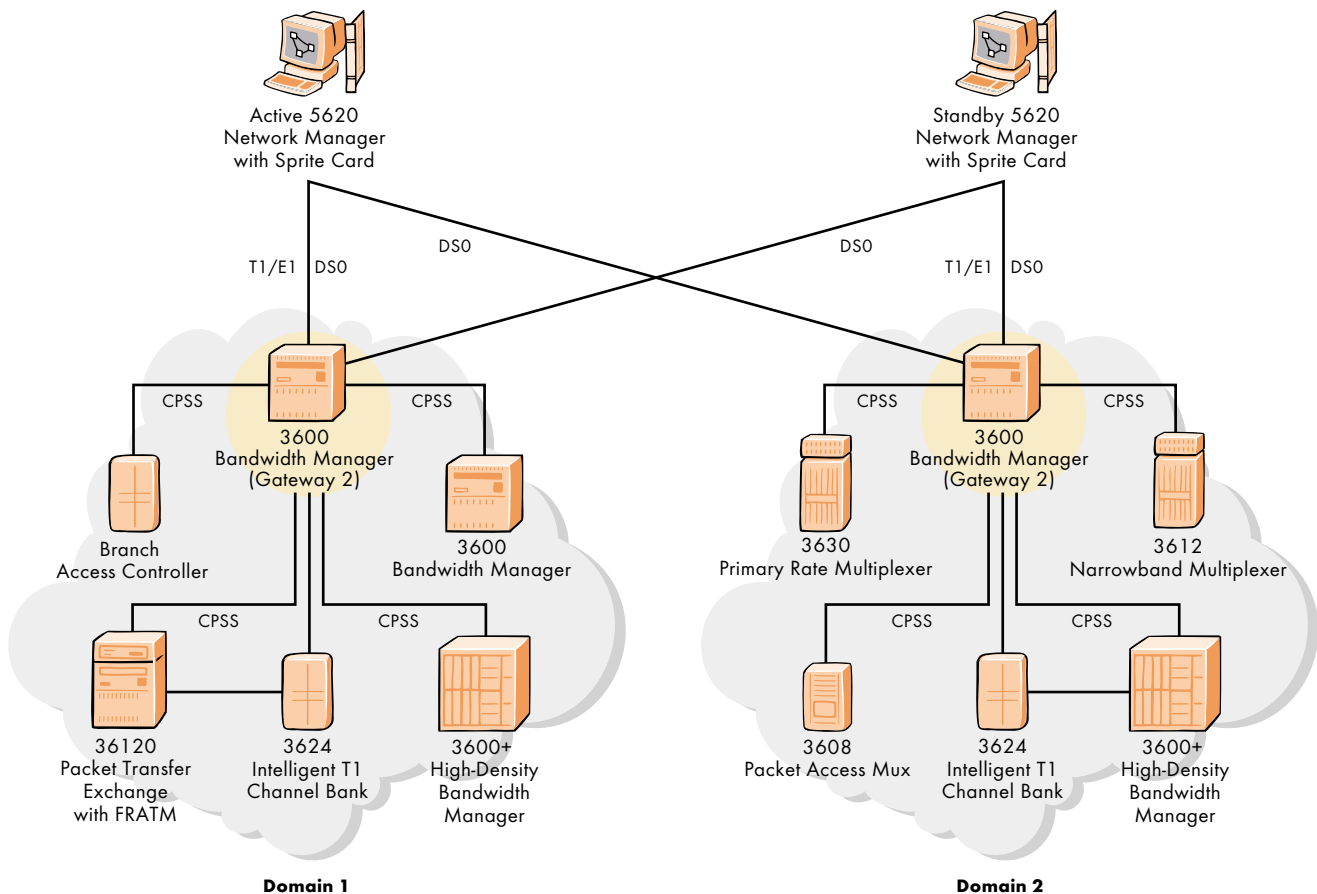 Active 5620
Network Manager
with Sprite Card
Standby 5620
Network Manager
with Sprite Card
DS0
DS0
T1/E1
DS0
T1/E1
DS0
CPSS
CPSS
CPSS
CPSS
3600
Bandwidth Manager
(Gateway 2)
3600
Bandwidth Manager
(Gateway 2)
Branch
Access Controller
3600
Bandwidth Manager
3630
Primary Rate Multiplexer
3612
Narrowband Multiplexer
CPSS
CPSS
CPSS
CPSS
36120
Packet Transfer
Exchange
with FRATM
3624
Intelligent T1
Channel Bank
3600+
High-Density
Bandwidth
Manager
3608
Packet Access Mux
3624
Intelligent T1
Channel Bank
3600+
High-Density
Bandwidth
Manager
Domain 1
Domain 2